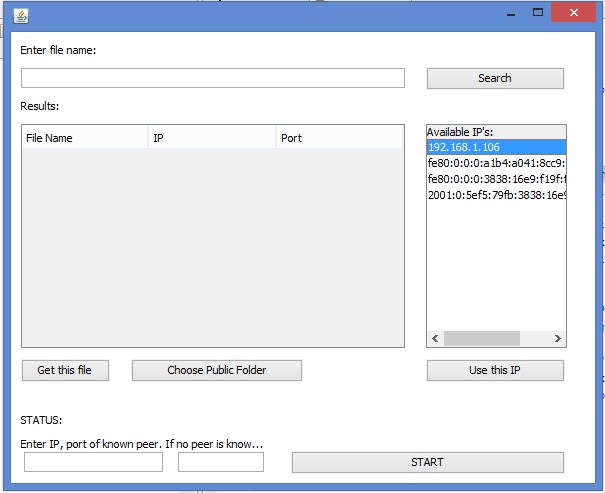 Enter file name:
Search
Results:
File Name IP Port
Available IP's:
192.168.1.106
fe80:0:0:0:a1b4:a041:8cc9:
fe80:0:0:0:3838:16e9:f19f:f
2001:0:5ef5:79fb:3838:16e9
Get this file
Choose Public Folder
Use this IP
STATUS:
Enter IP, port of known peer. If no peer is know...
START